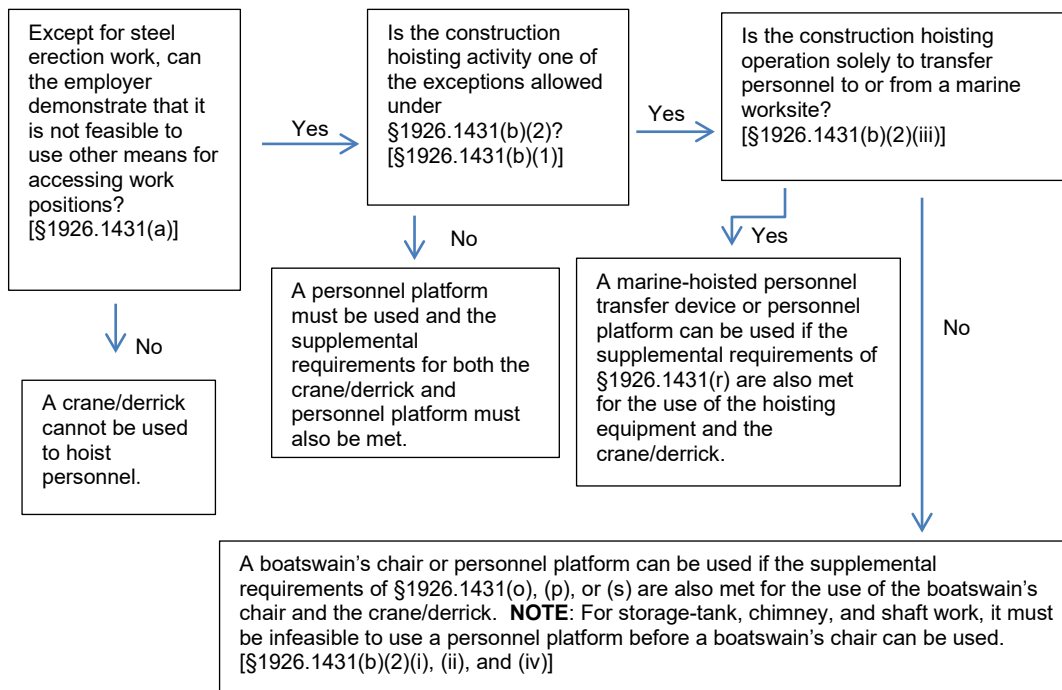 Except for steel
erection work, can
the employer
demonstrate that it
is not feasible to
use other means for
accessing work
positions?
[§1926.1431(a)]
Yes
Is the construction
hoisting activity one
of the exceptions
allowed under
§1926.1431(b)(2)?
[§1926.1431(b)(1)]
Yes
Is the construction hoisting
operation solely to transfer
personnel to or from a marine
worksite?
[§1926.1431(b)(2)(iii)]
No
A crane/derrick
cannot be used
to hoist
personnel.
No
A personnel platform
must be used and the
supplemental
requirements for both the
crane/derrick and
personnel platform must
also be met.
Yes
A marine-hoisted personnel
transfer device or personnel
platform can be used if the
supplemental requirements of
§1926.1431(r) are also met
for the use of the hoisting
equipment and the
crane/derrick.
No
A boatswain’s chair or personnel platform can be used if the supplemental
requirements of §1926.1431(o), (p), or (s) are also met for the use of the boatswain’s
chair and the crane/derrick.  NOTE: For storage-tank, chimney, and shaft work, it must
be infeasible to use a personnel platform before a boatswain’s chair can be used.
[§1926.1431(b)(2)(i), (ii), and (iv)]